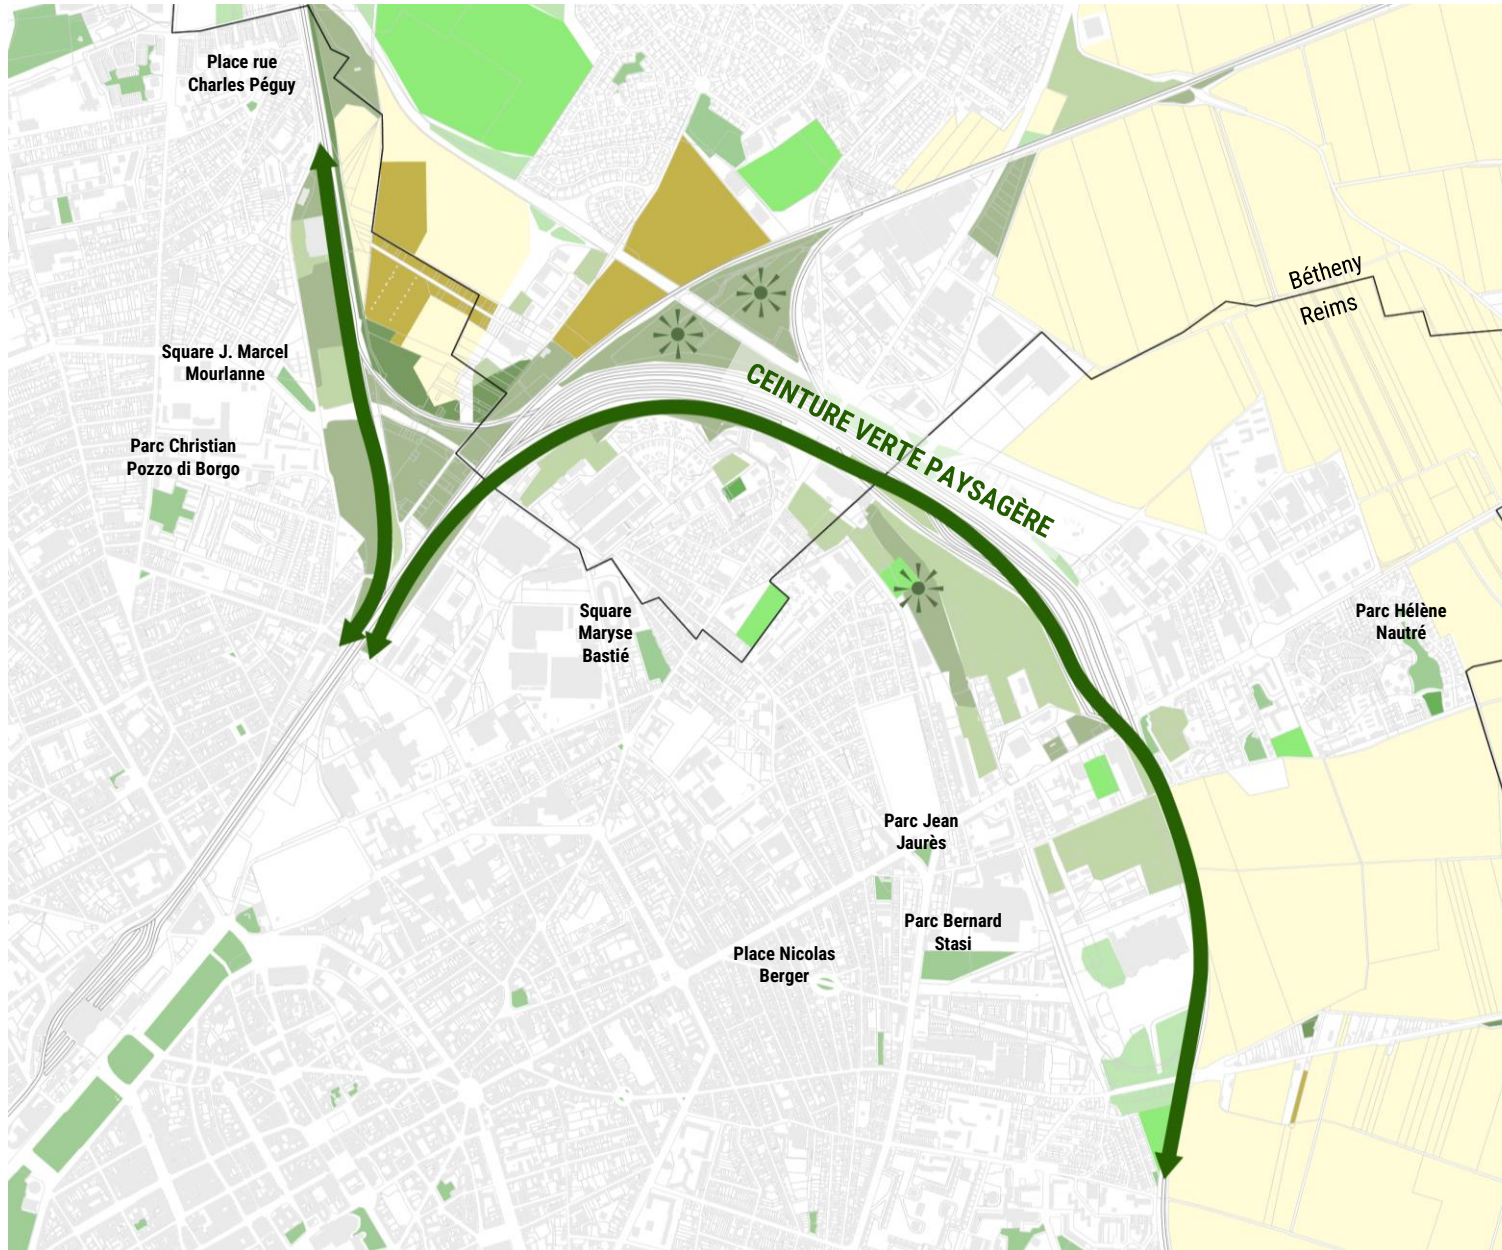 Place rue
Charles Péguy
Bétheny
Reims
Square J. Marcel
Mourlanne
CEINTURE VERTE PAYSAGÈRE
Parc Christian
Pozzo di Borgo
Square
Maryse
Bastié
Parc Hélène
Nautré
Parc Jean
Jaurès
Parc Bernard
Stasi
Place Nicolas
Berger